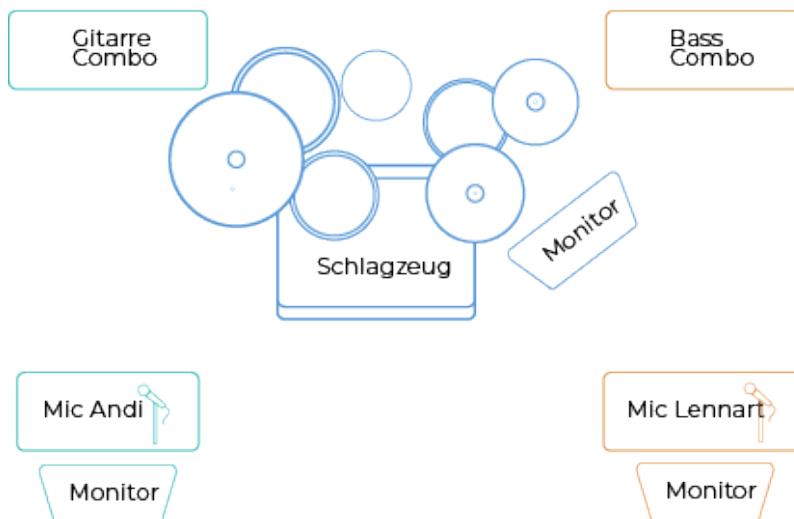 Gitarre
Combo
Bass
Combo
Monitor
Schlagzeug
Mic Andi
Mic Lennart
Monitor
Monitor